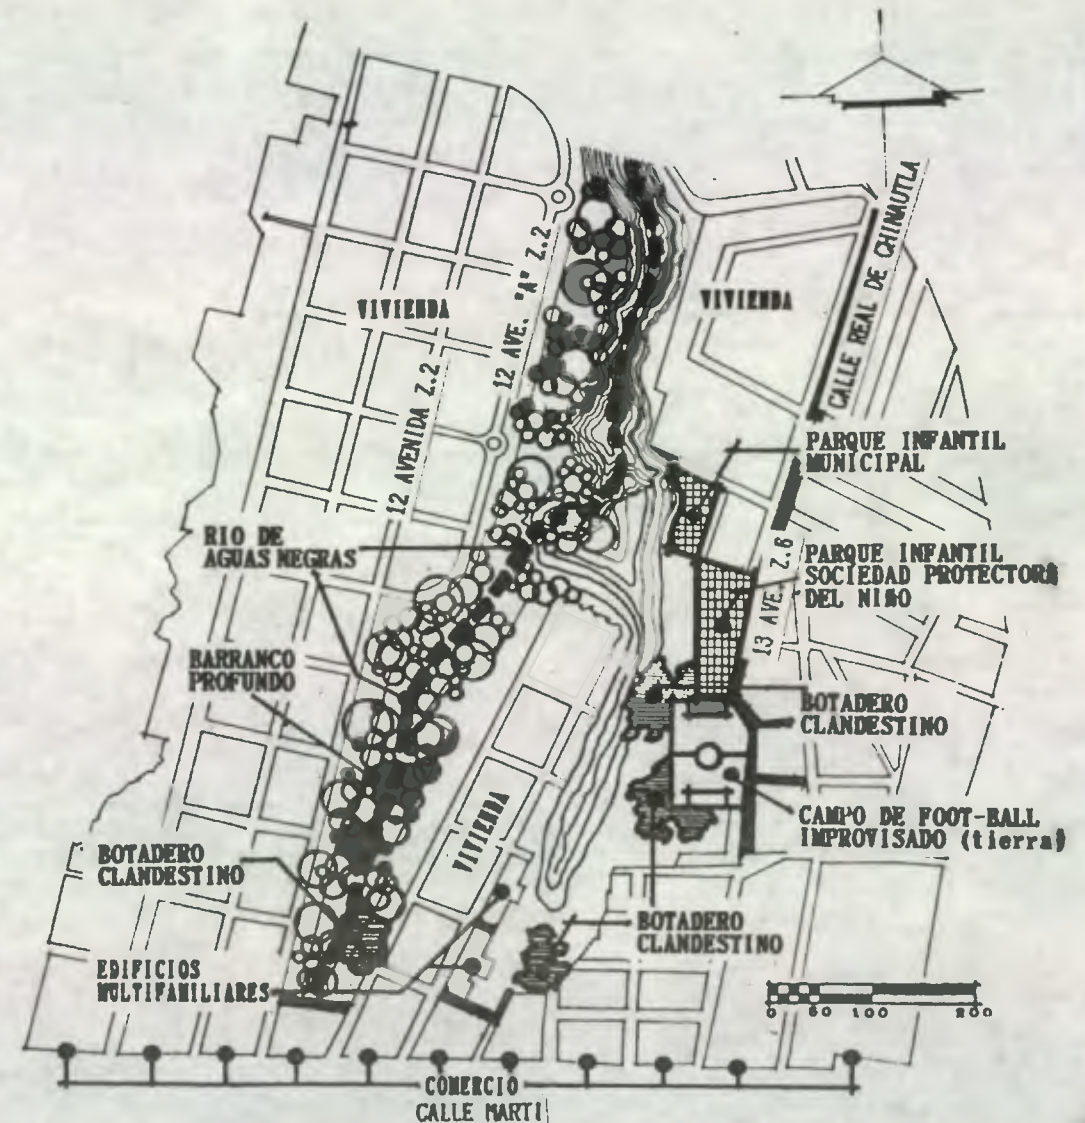 12 AVE. "A" Z.2
CALLE REAL DE CHINAUTLA
VIVIENDA
VIVIENDA
12 AVENIDA Z.2
PARQUE INFANTIL
MUNICIPAL
RIO DE
AGUAS NEGRAS
13 AVE. Z.6
PARQUE INFANTIL
SOCIEDAD PROTECTORA
DEL NIÑO
BARRANCO
PROFUNDO
BOTADERO
CLANDESTINO
VIVIENDA
CAMPO DE FOOT-BALL
IMPROVISADO (tierra)
BOTADERO
CLANDESTINO
BOTADERO
CLANDESTINO
EDIFICIOS
MULTIFAMILIARES
0 50 100 200
COMERCIO
CALLE MARTI